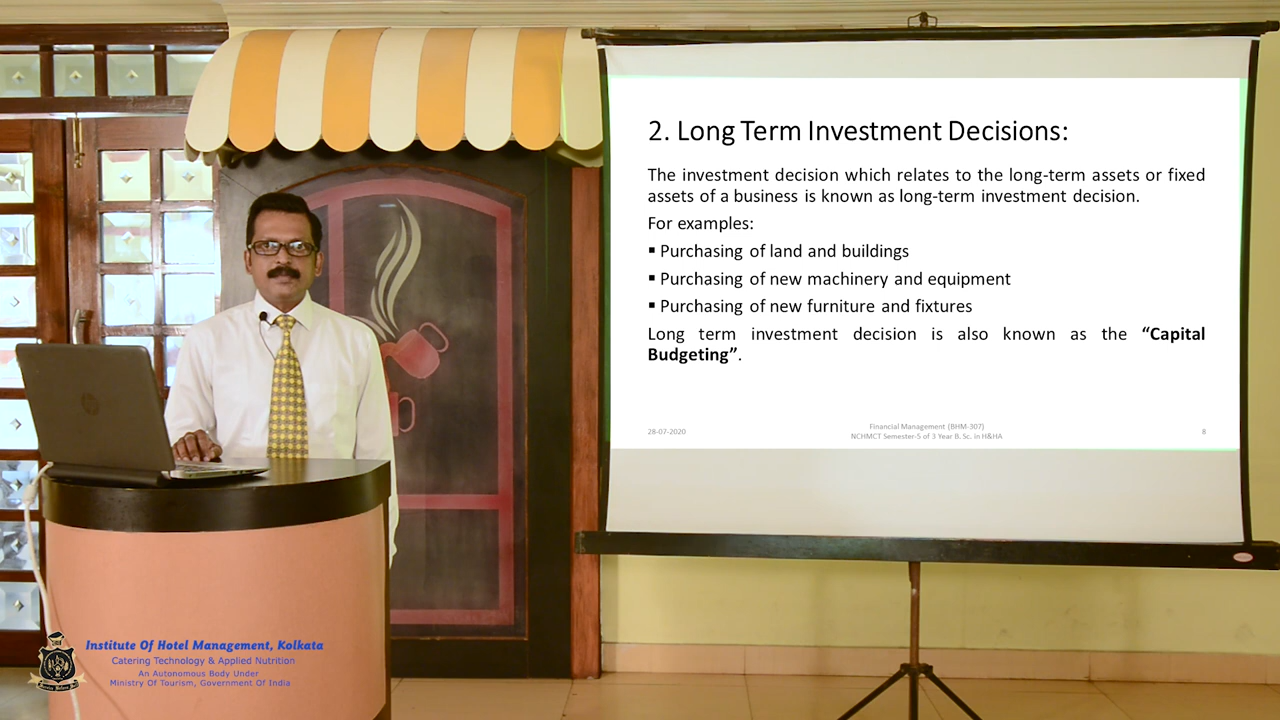 2. Long Term Investment Decisions:
The investment decision which relates to the long-term assets or fixed
assets of a business is known as long-term investment decision.
For examples:
▪ Purchasing of land and buildings
▪ Purchasing of new machinery and equipment
▪ Purchasing of new furniture and fixtures
Long term investment decision is also known as the “Capital
Budgeting”.
28-07-2020
Financial Management (BHM-307)
NCHMCT Semester-5 of 3 Year B. Sc. in H&HA
8
Institute Of Hotel Management, Kolkata
Catering Technology & Applied Nutrition
An Autonomous Body Under
Ministry Of Tourism, Government Of India